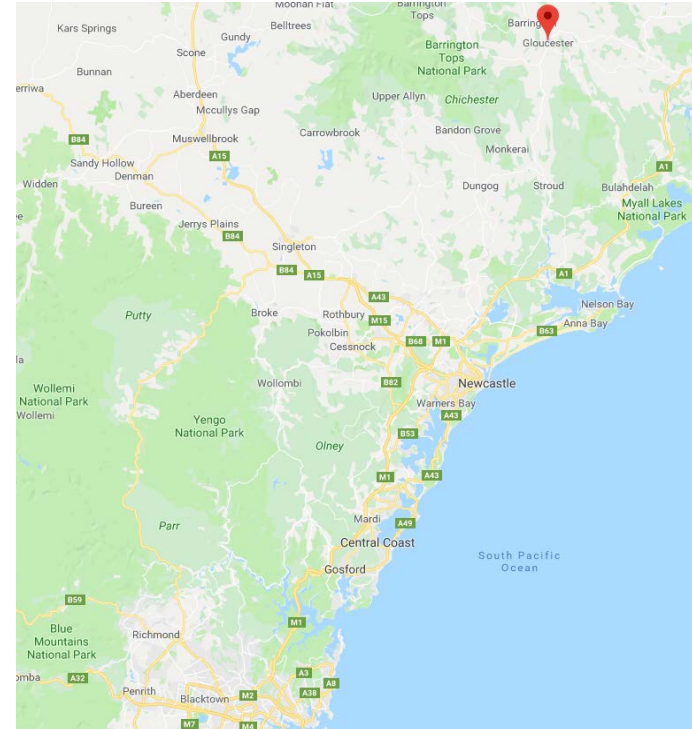 Moonan Flat
Barrington
Tops
Kars Springs
Gundy
Belltrees
Barring
Gloucester
Scone
Barrington
Tops
National Park
Bunnan
erriwa
Aberdeen
Mccullys Gap
Upper Allyn
Chichester
Carrowbrook
Bandon Grove
Muswellbrook
B84
A15
Monkerai
Sandy Hollow
Denman
A1
Widden
Dungog
Stroud
Bulahdelah
Bureen
Myall Lakes
National Park
ee
Jerrys Plains
B84
Singleton
B84
A15
A1
A43
Nelson Bay
Putty
Broke
Rothbury
M15
Anna Bay
B63
Pokolbin
Cessnock
B68
M1
la
Wollemi
National Park
Wollemi
Wollombi
B82
Newcastle
Warners Bay
A43
Yengo
National Park
B53
Olney
M1
A43
Parr
Mardi
A49
Central Coast
South Pacific
Ocean
Gosford
B59
M1
Blue
Mountains
National Park
Richmond
omba
A32
A3
A8
Penrith
Blacktown
M2
A38
M7
M4